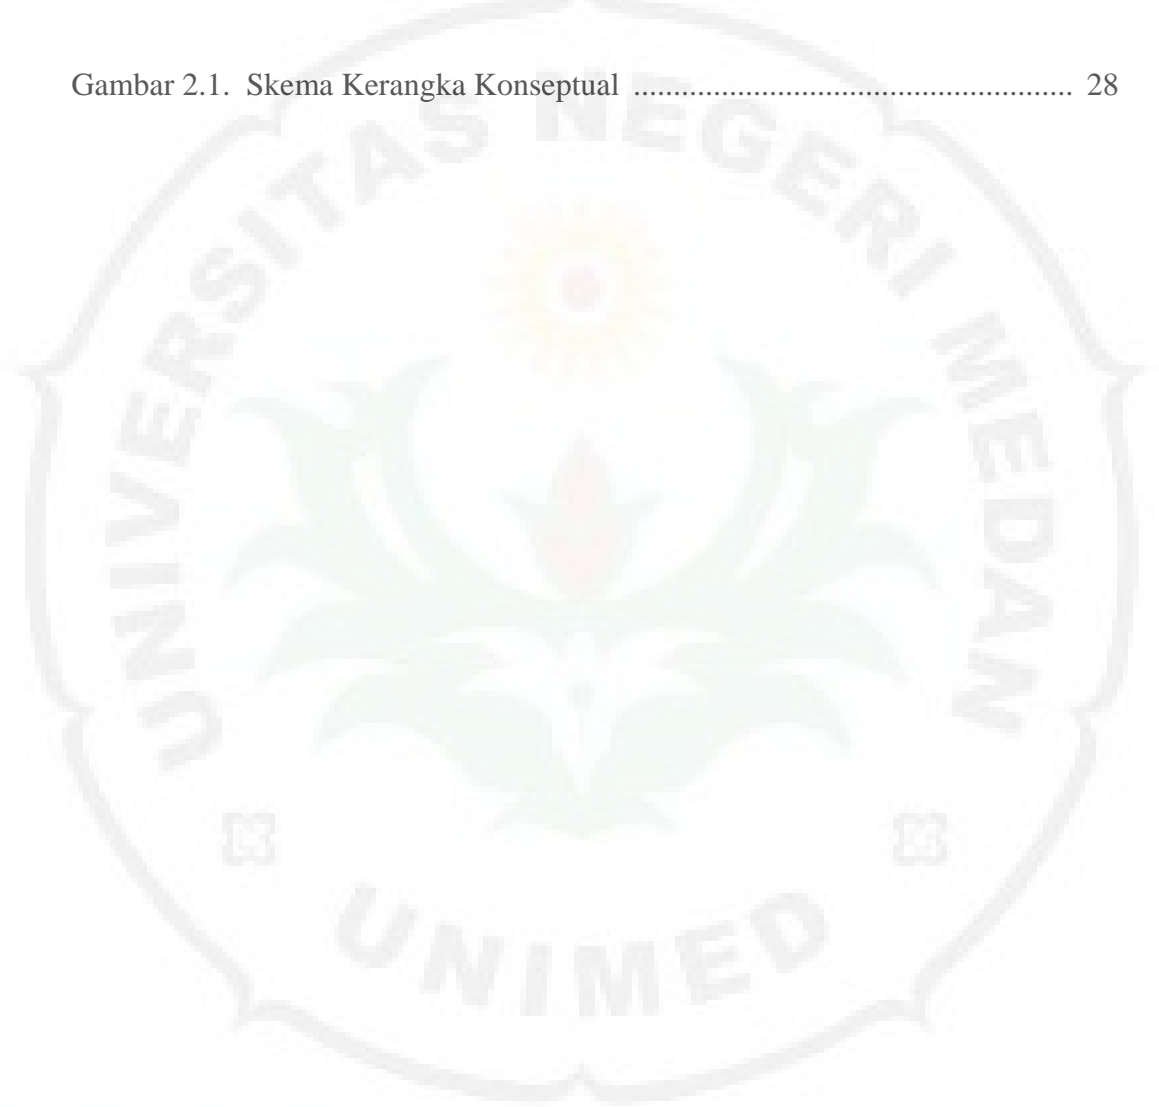 Gambar 2.1. Skema Kerangka Konseptual ...................................................... 28
UNIVERSITAS NEGERI MEDAN
UNIMED